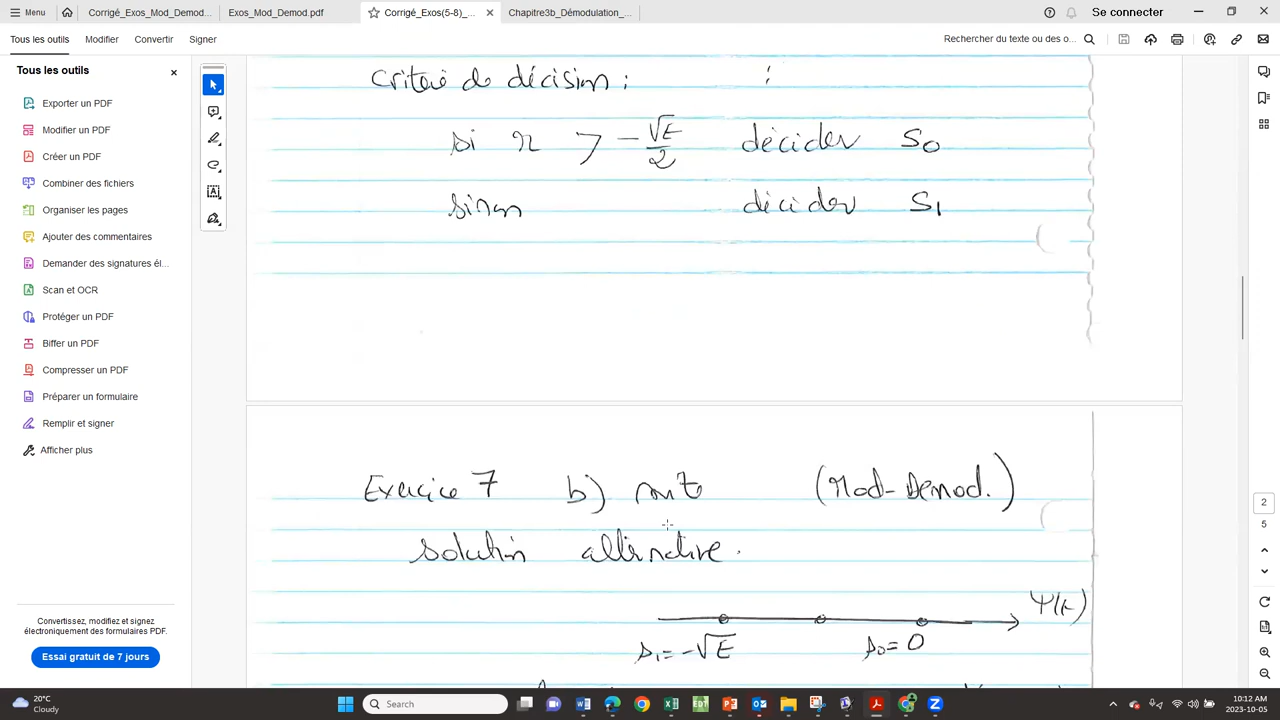 Menu Corrigé_Exos_Mod_Demod... Exos_Mod_Demod.pdf Corrigé_Exos(5-8)_... Chapitre3b_Démodulation_... Se connecter
Tous les outils Modifier Convertir Signer Rechercher du texte ou des o...
Tous les outils
Exporter un PDF
Modifier un PDF
Créer un PDF
Combiner des fichiers
Organiser les pages
Ajouter des commentaires
Demander des signatures él...
Scan et OCR
Protéger un PDF
Biffer un PDF
Compresser un PDF
Préparer un formulaire
Remplir et signer
Afficher plus
Convertissez, modifiez et signez
électroniquement des formulaires PDF.
Essai gratuit de 7 jours
Critère de décision :
si r > -√E/2 décider S0
sinon décider S1
Exercice 7 b) suite (Mod-Demod.)
solution alternative.
Ψ(t)
s1=-√E s0=0
2
5
20°C
Cloudy
Search
10:12 AM
2023-10-05